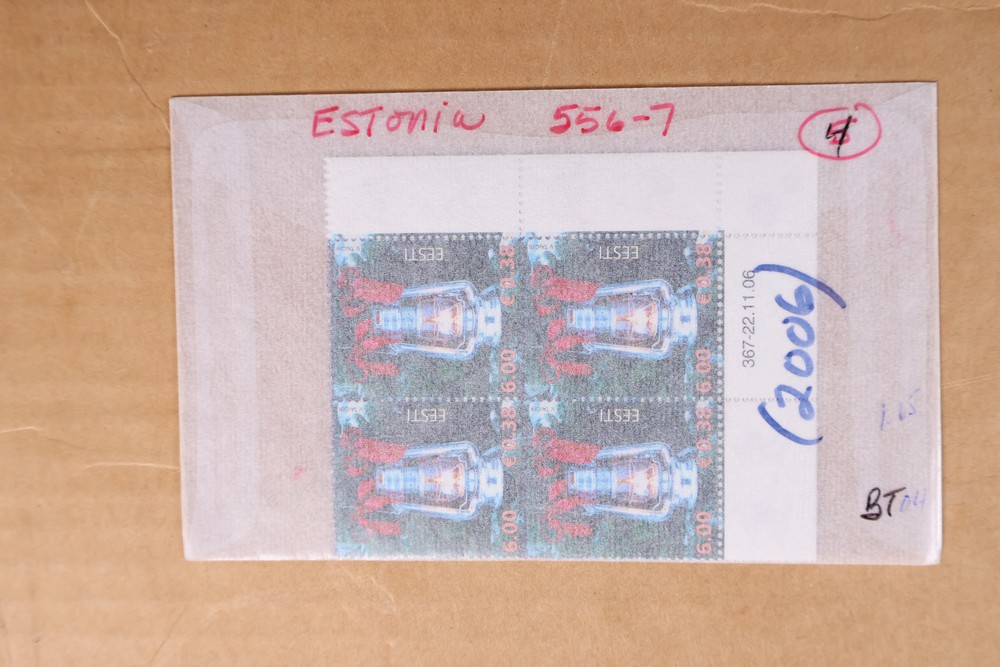 Estonia 556-7
4
EESTI
€ 0.38
6.00
EESTI
€ 0.38
6.00
EESTI
€ 0.38
6.00
EESTI
€ 0.38
6.00
367-22.11.06
(2006)
BT04